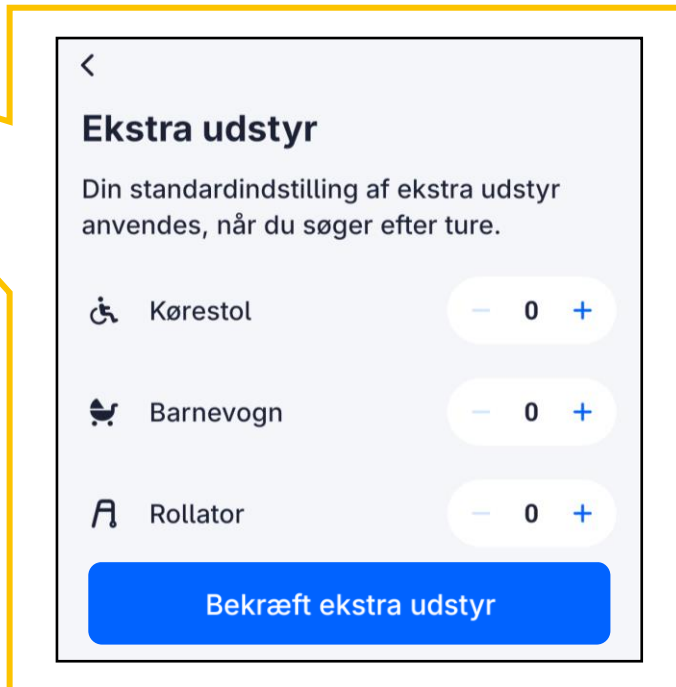 Ekstra udstyr
Din standardindstilling af ekstra udstyr
anvendes, når du søger efter ture.
Kørestol − 0 +
Barnevogn − 0 +
Rollator − 0 +
Bekræft ekstra udstyr